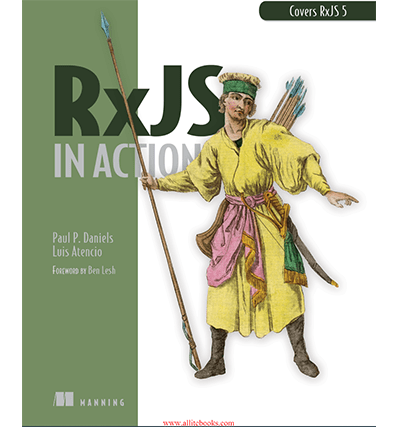 Covers RxJS 5
RxJS
IN ACTION
Paul P. Daniels
Luis Atencio
FOREWORD BY Ben Lesh
MANNING
www.allitebooks.com